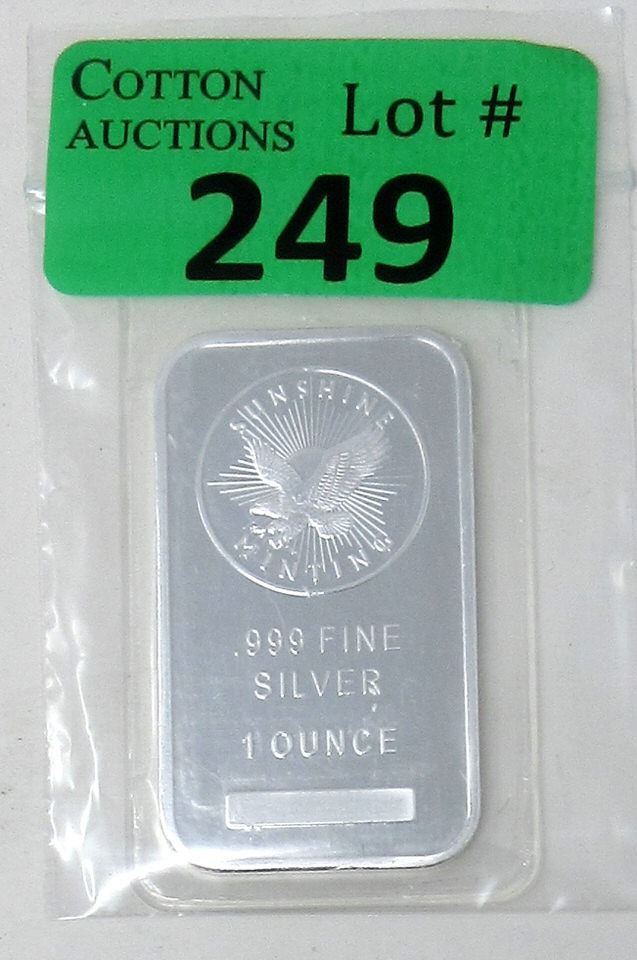 COTTON
AUCTIONS
Lot #
249
SUNSHINE
MINTING
.999 FINE
SILVER
1 OUNCE